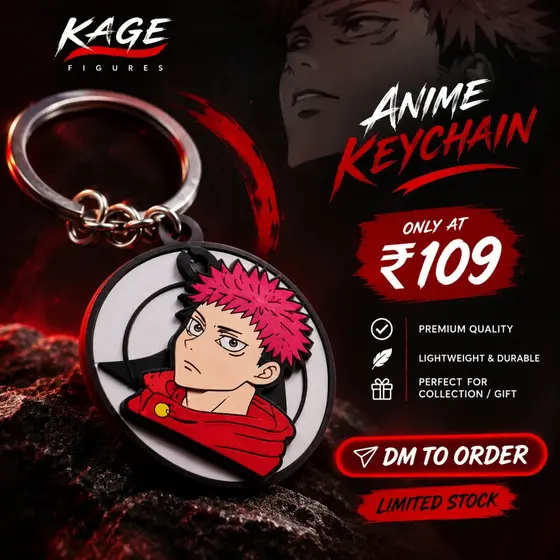 KAGE
FIGURES
ANIME
KEYCHAIN
ONLY AT
₹109
PREMIUM QUALITY
LIGHTWEIGHT & DURABLE
PERFECT FOR
COLLECTION / GIFT
DM TO ORDER
LIMITED STOCK